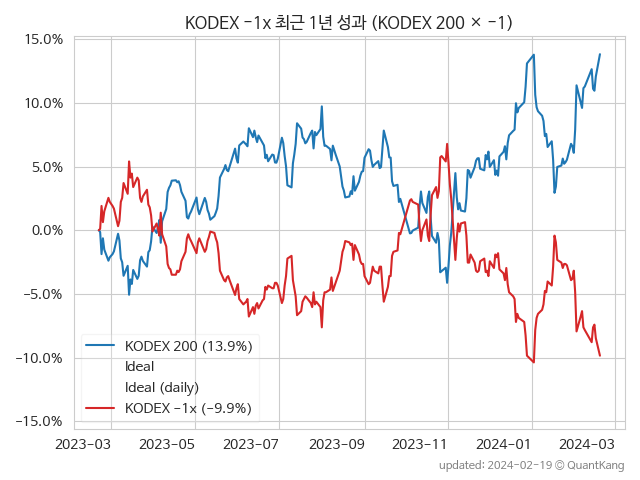 KODEX -1x 최근 1년 성과 (KODEX 200 × -1)
15.0%
10.0%
5.0%
0.0%
-5.0%
-10.0%
-15.0%
KODEX 200 (13.9%)
Ideal
Ideal (daily)
KODEX -1x (-9.9%)
2023-03 2023-05 2023-07 2023-09 2023-11 2024-01 2024-03
updated: 2024-02-19 © QuantKang